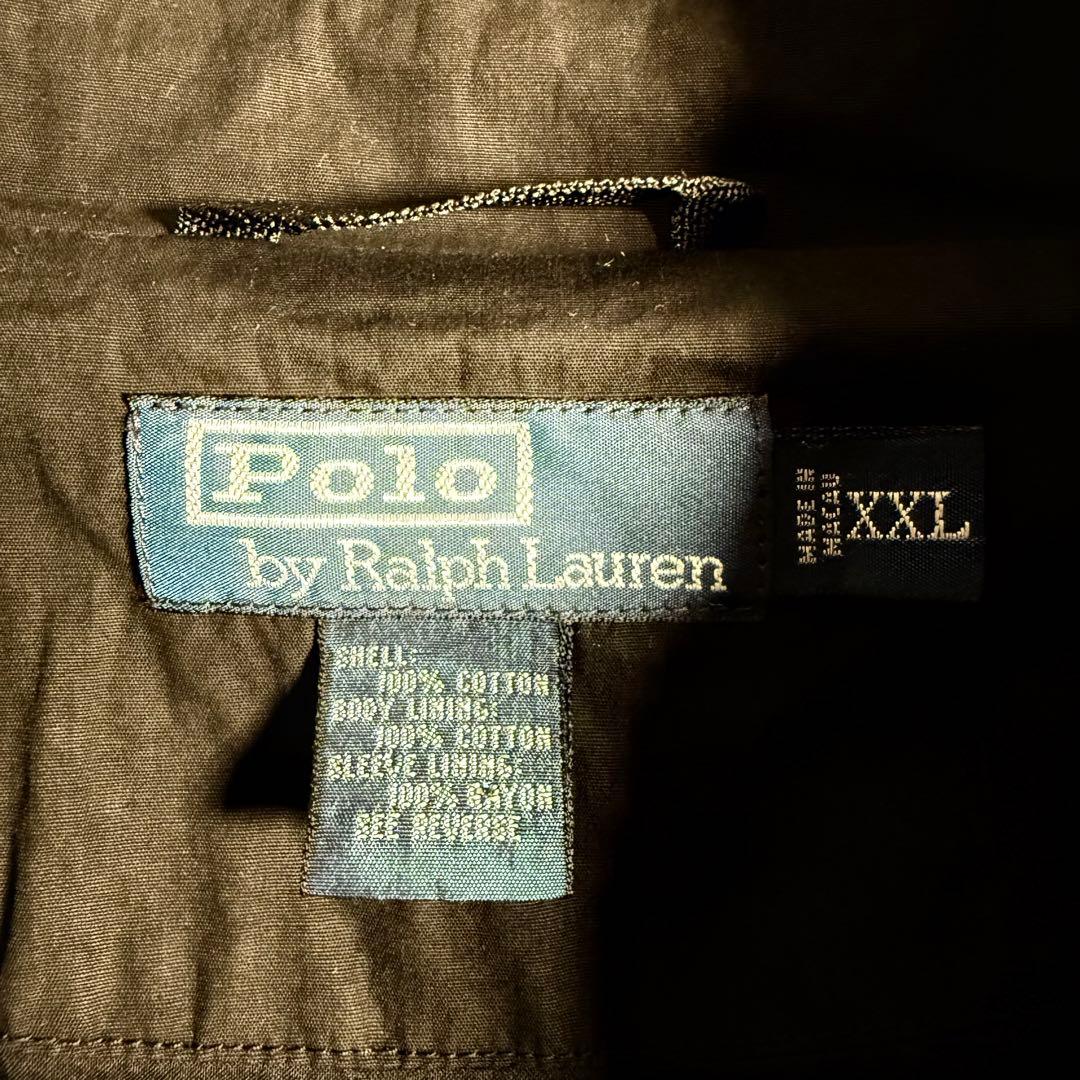 Polo
by Ralph Lauren
MADE IN
MACAU
XXL
SHELL:
100% COTTON
BODY LINING:
100% COTTON
SLEEVE LINING:
100% RAYON
SEE REVERSE